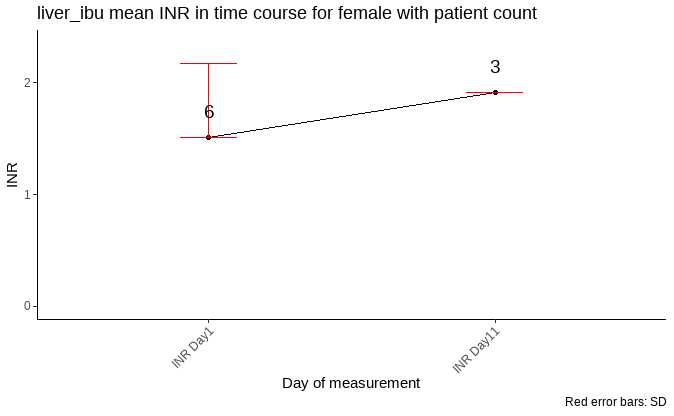 liver_ibu mean INR in time course for female with patient count
2
1
0
INR
6
3
INR Day1
INR Day11
Day of measurement
Red error bars: SD